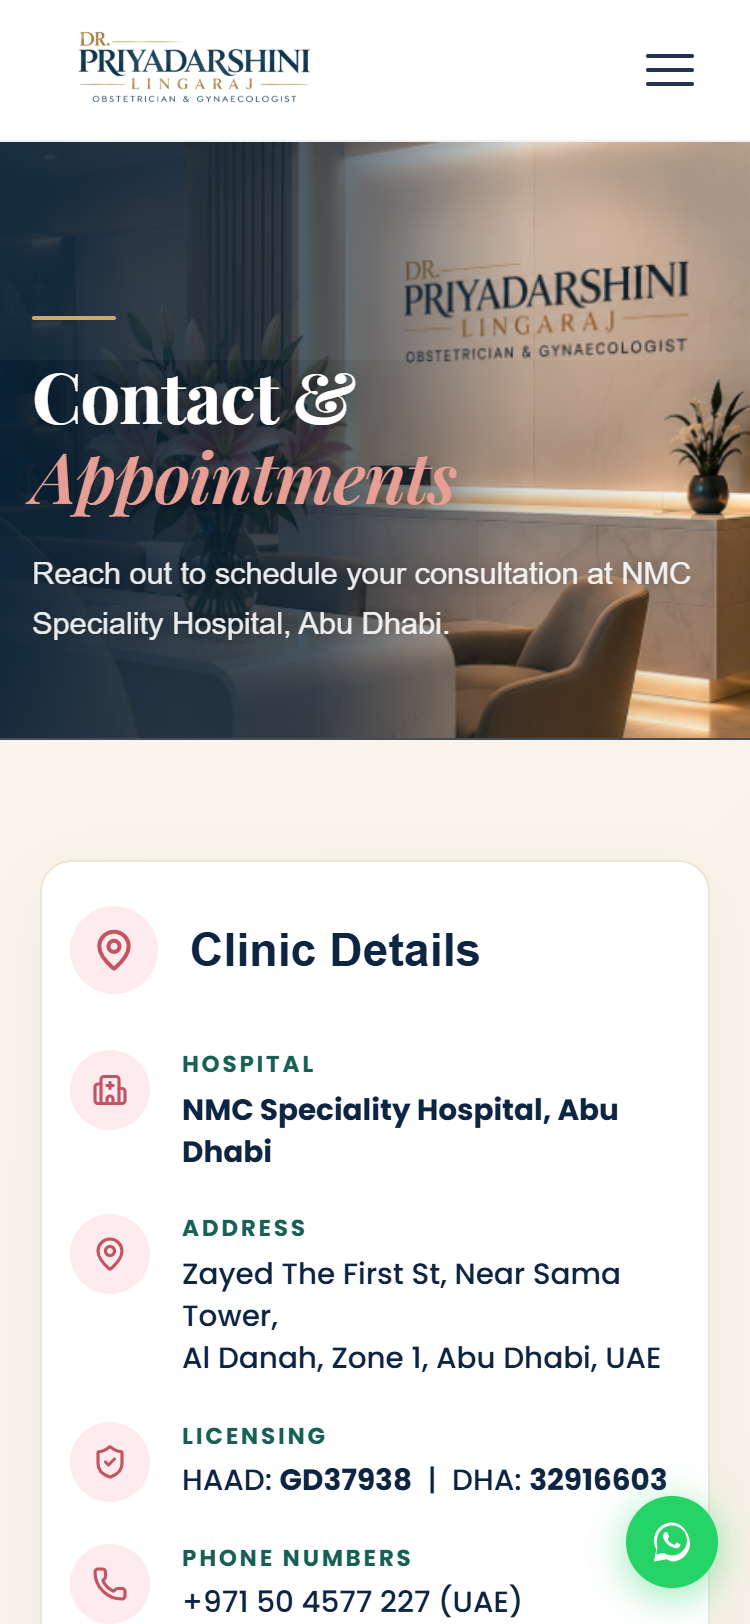 DR.
PRIYADARSHINI
LINGARAJ
OBSTETRICIAN & GYNAECOLOGIST
DR.
PRIYADARSHINI
LINGARAJ
OBSTETRICIAN & GYNAECOLOGIST
Contact &
Appointments
Reach out to schedule your consultation at NMC
Speciality Hospital, Abu Dhabi.
Clinic Details
HOSPITAL
NMC Speciality Hospital, Abu
Dhabi
ADDRESS
Zayed The First St, Near Sama
Tower,
Al Danah, Zone 1, Abu Dhabi, UAE
LICENSING
HAAD: GD37938 | DHA: 32916603
PHONE NUMBERS
+971 50 4577 227 (UAE)